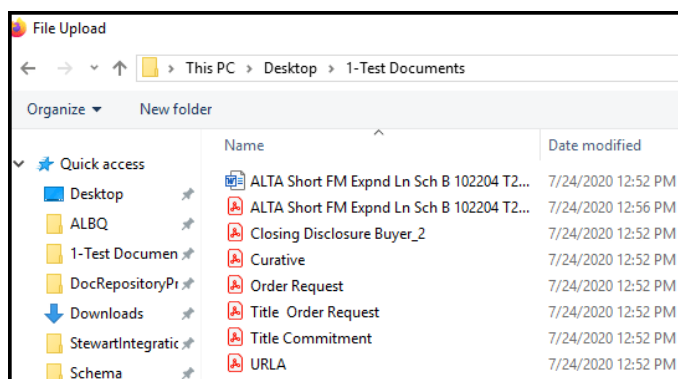 File Upload
This PC > Desktop > 1-Test Documents
Organize New folder
Name Date modified
Quick access
Desktop
ALBQ
1-Test Documen
DocRepositoryPr
Downloads
StewartIntegratic
Schema
ALTA Short FM Expnd Ln Sch B 102204 T2... 7/24/2020 12:52 PM
ALTA Short FM Expnd Ln Sch B 102204 T2... 7/24/2020 12:56 PM
Closing Disclosure Buyer_2 7/24/2020 12:52 PM
Curative 7/24/2020 12:52 PM
Order Request 7/24/2020 12:52 PM
Title Order Request 7/24/2020 12:52 PM
Title Commitment 7/24/2020 12:52 PM
URLA 7/24/2020 12:52 PM